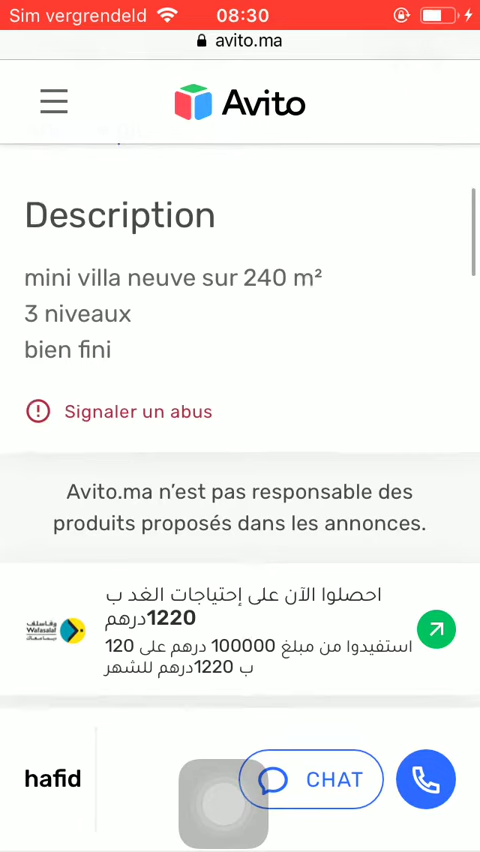 Sim vergrendeld 08:30
avito.ma
Avito
Description
mini villa neuve sur 240 m²
3 niveaux
bien fini
Signaler un abus
Avito.ma n’est pas responsable des
produits proposés dans les annonces.
احصلوا الآن على إحتياجات الغد ب
1220درهم
وفاسلف
Wafasalaf
استفيدوا من مبلغ 100000 درهم على 120
ب 1220درهم للشهر
hafid
CHAT